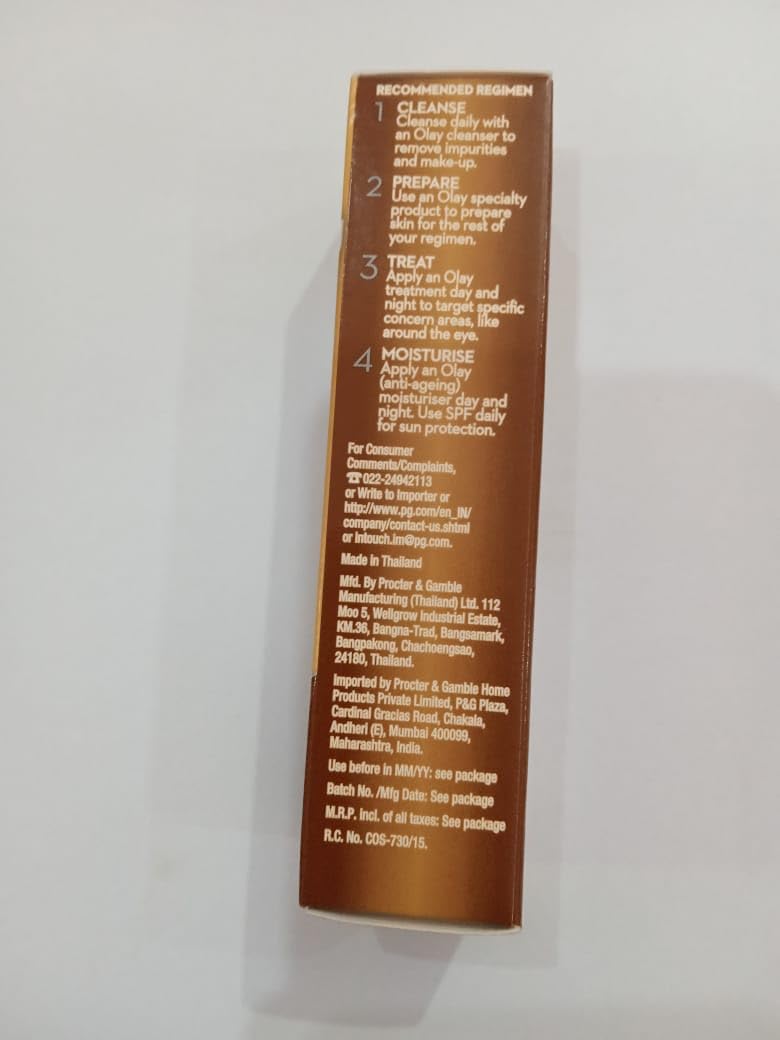 RECOMMENDED REGIMEN
1 CLEANSE
Cleanse daily with
an Olay cleanser to
remove impurities
and make-up.
2 PREPARE
Use an Olay specialty
product to prepare
skin for the rest of
your regimen.
3 TREAT
Apply an Olay
treatment day and
night to target specific
concern areas, like
around the eye.
4 MOISTURISE
Apply an Olay
(anti-ageing)
moisturiser day and
night. Use SPF daily
for sun protection.
For Consumer
Comments/Complaints,
☎022-24942113
or Write to Importer or
http://www.pg.com/en_IN/
company/contact-us.shtml
or intouch.im@pg.com.
Made in Thailand
Mfd. By Procter & Gamble
Manufacturing (Thailand) Ltd. 112
Moo 5, Wellgrow Industrial Estate,
KM.36, Bangna-Trad, Bangsamark,
Bangpakong, Chachoengsao,
24180, Thailand.
Imported by Procter & Gamble Home
Products Private Limited, P&G Plaza,
Cardinal Gracias Road, Chakala,
Andheri (E), Mumbai 400099,
Maharashtra, India.
Use before in MM/YY: see package
Batch No. /Mfg Date: See package
M.R.P. incl. of all taxes: See package
R.C. No. COS-730/15.